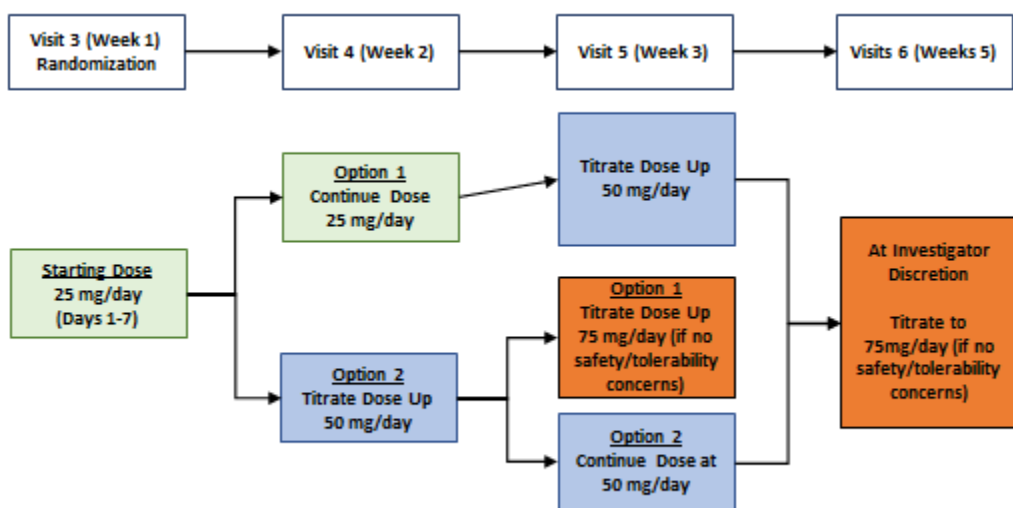 Visit 3 (Week 1)
Randomization
Visit 4 (Week 2)
Visit 5 (Week 3)
Visits 6 (Weeks 5)
Starting Dose
25 mg/day
(Days 1-7)
Option 1
Continue Dose
25 mg/day
Option 2
Titrate Dose Up
50 mg/day
Titrate Dose Up
50 mg/day
Option 1
Titrate Dose Up
75 mg/day (if no
safety/tolerability
concerns)
Option 2
Continue Dose at
50 mg/day
At Investigator
Discretion
Titrate to
75mg/day (if no
safety/tolerability
concerns)